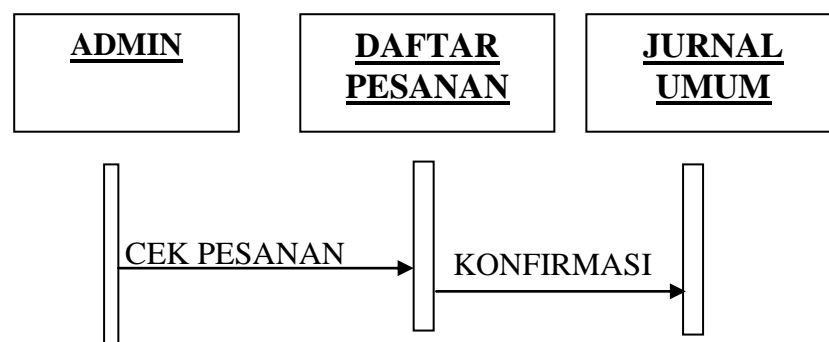 ADMIN
DAFTAR
PESANAN
JURNAL
UMUM
CEK PESANAN
KONFIRMASI